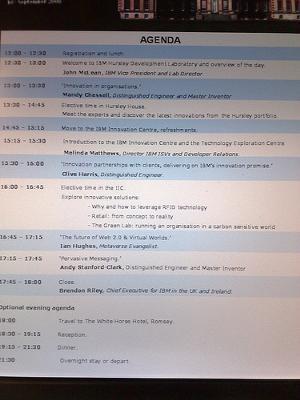 AGENDA
12:00 - 12:30 Registration and lunch.
12:30 - 13:00 Welcome to IBM Hursley Development Laboratory and overview of the day.
John McLean, IBM Vice President and Lab Director
13:00 - 13:30 "Innovation in organisations."
Mandy Chessell, Distinguished Engineer and Master Inventor
13:30 - 14:45 Elective time in Hursley House.
Meet the experts and discover the latest innovations from the Hursley portfolio.
14:45 - 15:15 Move to the IBM Innovation Centre, refreshments.
15:15 - 15:30 Introduction to the IBM Innovation Centre and the Technology Exploration Centre
Melinda Matthews, Director IBM ISVs and Developer Relations.
15:30 - 16:00 "Innovation partnerships with clients, delivering on IBM's innovation promise."
Clive Harris, Distinguished Engineer.
16:00 - 16:45 Elective time in the IIC.
Explore innovative solutions:
- Why and how to leverage RFID technology
- Retail: from concept to reality
- The Green Lab: running an organisation in a carbon sensitive world
16:45 - 17:15 "The future of Web 2.0 & Virtual Worlds."
Ian Hughes, Metaverse Evangelist.
17:15 - 17:45 "Pervasive Messaging."
Andy Stanford-Clark, Distinguished Engineer and Master Inventor
17:45 - 18:00 Close.
Brendon Riley, Chief Executive for IBM in the UK and Ireland.
Optional evening agenda
18:00 Travel to The White Horse Hotel, Romsey.
18:30 - 19:15 Reception.
19:15 - 21:30 Dinner.
21:30 Overnight stay or depart.